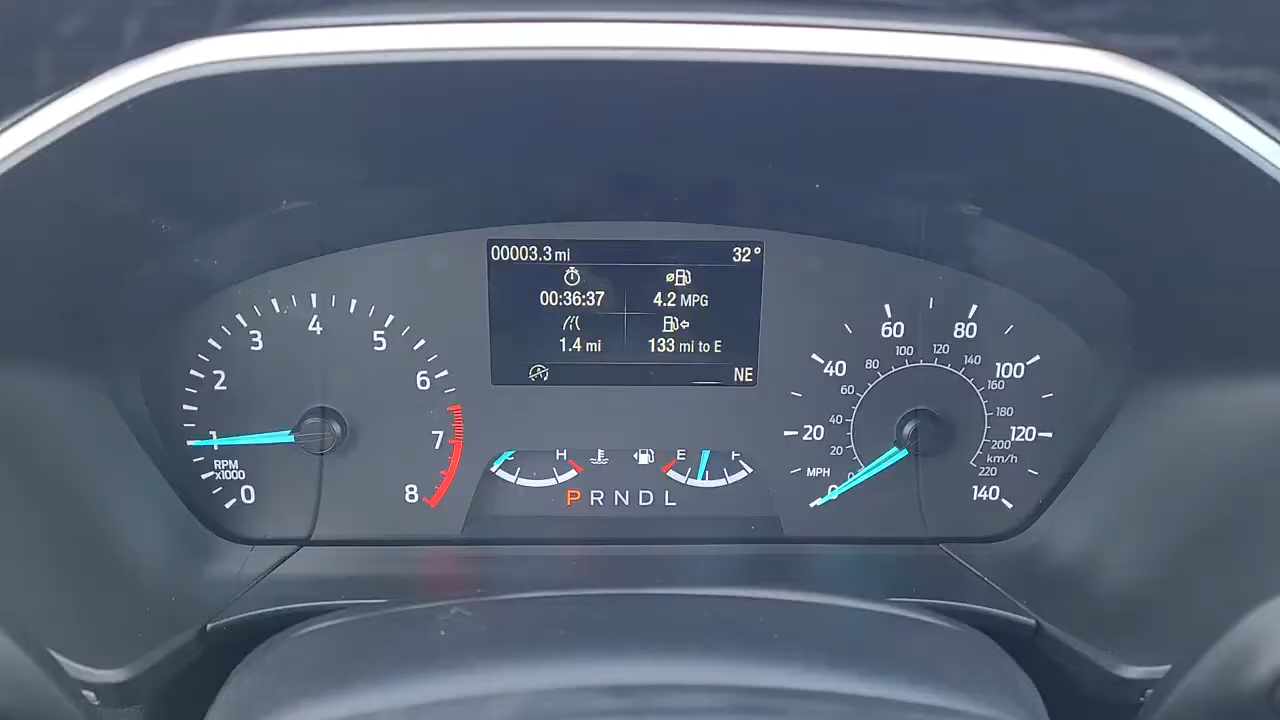 00003.3 mi 32°
00:36:37 4.2 MPG
1.4 mi 133 mi to E
NE
0 1 2 3 4 5 6 7 8
RPM
x1000
C H
E F
P R N D L
0 20 40 60 80 100 120 140
MPH
0 20 40 60 80 100 120 140 160 180 200 220
km/h